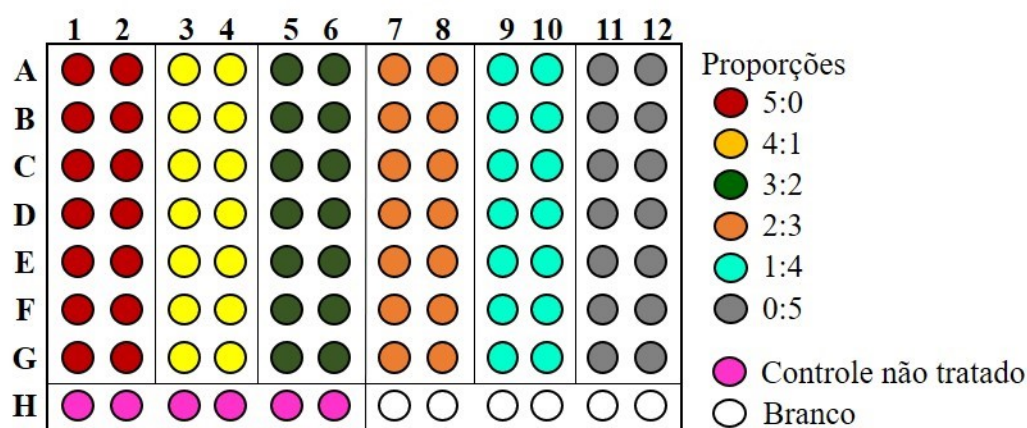 1 2 3 4 5 6 7 8 9 10 11 12
A
B
C
D
E
F
G
H
Proporções
5:0
4:1
3:2
2:3
1:4
0:5
Controle não tratado
Branco